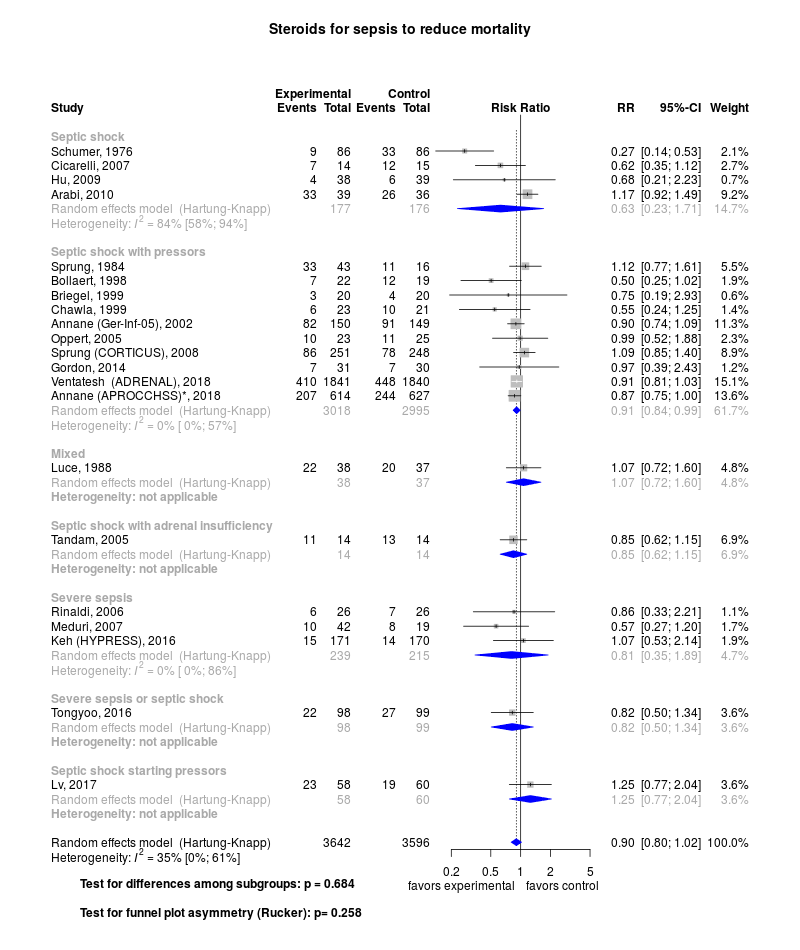 Steroids for sepsis to reduce mortality
Experimental Control
Study Events Total Events Total Risk Ratio RR 95%-CI Weight
Septic shock
Schumer, 1976 9 86 33 86 0.27 [0.14; 0.53] 2.1%
Cicarelli, 2007 7 14 12 15 0.62 [0.35; 1.12] 2.7%
Hu, 2009 4 38 6 39 0.68 [0.21; 2.23] 0.7%
Arabi, 2010 33 39 26 36 1.17 [0.92; 1.49] 9.2%
Random effects model (Hartung-Knapp) 177 176 0.63 [0.23; 1.71] 14.7%
Heterogeneity: I² = 84% [58%; 94%]
Septic shock with pressors
Sprung, 1984 33 43 11 16 1.12 [0.77; 1.61] 5.5%
Bollaert, 1998 7 22 12 19 0.50 [0.25; 1.02] 1.9%
Briegel, 1999 3 20 4 20 0.75 [0.19; 2.93] 0.6%
Chawla, 1999 6 23 10 21 0.55 [0.24; 1.25] 1.4%
Annane (Ger-Inf-05), 2002 82 150 91 149 0.90 [0.74; 1.09] 11.3%
Oppert, 2005 10 23 11 25 0.99 [0.52; 1.88] 2.3%
Sprung (CORTICUS), 2008 86 251 78 248 1.09 [0.85; 1.40] 8.9%
Gordon, 2014 7 31 7 30 0.97 [0.39; 2.43] 1.2%
Ventatesh (ADRENAL), 2018 410 1841 448 1840 0.91 [0.81; 1.03] 15.1%
Annane (APROCCHSS)*, 2018 207 614 244 627 0.87 [0.75; 1.00] 13.6%
Random effects model (Hartung-Knapp) 3018 2995 0.91 [0.84; 0.99] 61.7%
Heterogeneity: I² = 0% [ 0%; 57%]
Mixed
Luce, 1988 22 38 20 37 1.07 [0.72; 1.60] 4.8%
Random effects model (Hartung-Knapp) 38 37 1.07 [0.72; 1.60] 4.8%
Heterogeneity: not applicable
Septic shock with adrenal insufficiency
Tandam, 2005 11 14 13 14 0.85 [0.62; 1.15] 6.9%
Random effects model (Hartung-Knapp) 14 14 0.85 [0.62; 1.15] 6.9%
Heterogeneity: not applicable
Severe sepsis
Rinaldi, 2006 6 26 7 26 0.86 [0.33; 2.21] 1.1%
Meduri, 2007 10 42 8 19 0.57 [0.27; 1.20] 1.7%
Keh (HYPRESS), 2016 15 171 14 170 1.07 [0.53; 2.14] 1.9%
Random effects model (Hartung-Knapp) 239 215 0.81 [0.35; 1.89] 4.7%
Heterogeneity: I² = 0% [ 0%; 86%]
Severe sepsis or septic shock
Tongyoo, 2016 22 98 27 99 0.82 [0.50; 1.34] 3.6%
Random effects model (Hartung-Knapp) 98 99 0.82 [0.50; 1.34] 3.6%
Heterogeneity: not applicable
Septic shock starting pressors
Lv, 2017 23 58 19 60 1.25 [0.77; 2.04] 3.6%
Random effects model (Hartung-Knapp) 58 60 1.25 [0.77; 2.04] 3.6%
Heterogeneity: not applicable
Random effects model (Hartung-Knapp) 3642 3596 0.90 [0.80; 1.02] 100.0%
Heterogeneity: I² = 35% [0%; 61%]
0.2 0.5 1 2 5
Test for differences among subgroups: p = 0.684 favors experimental favors control
Test for funnel plot asymmetry (Rucker): p= 0.258